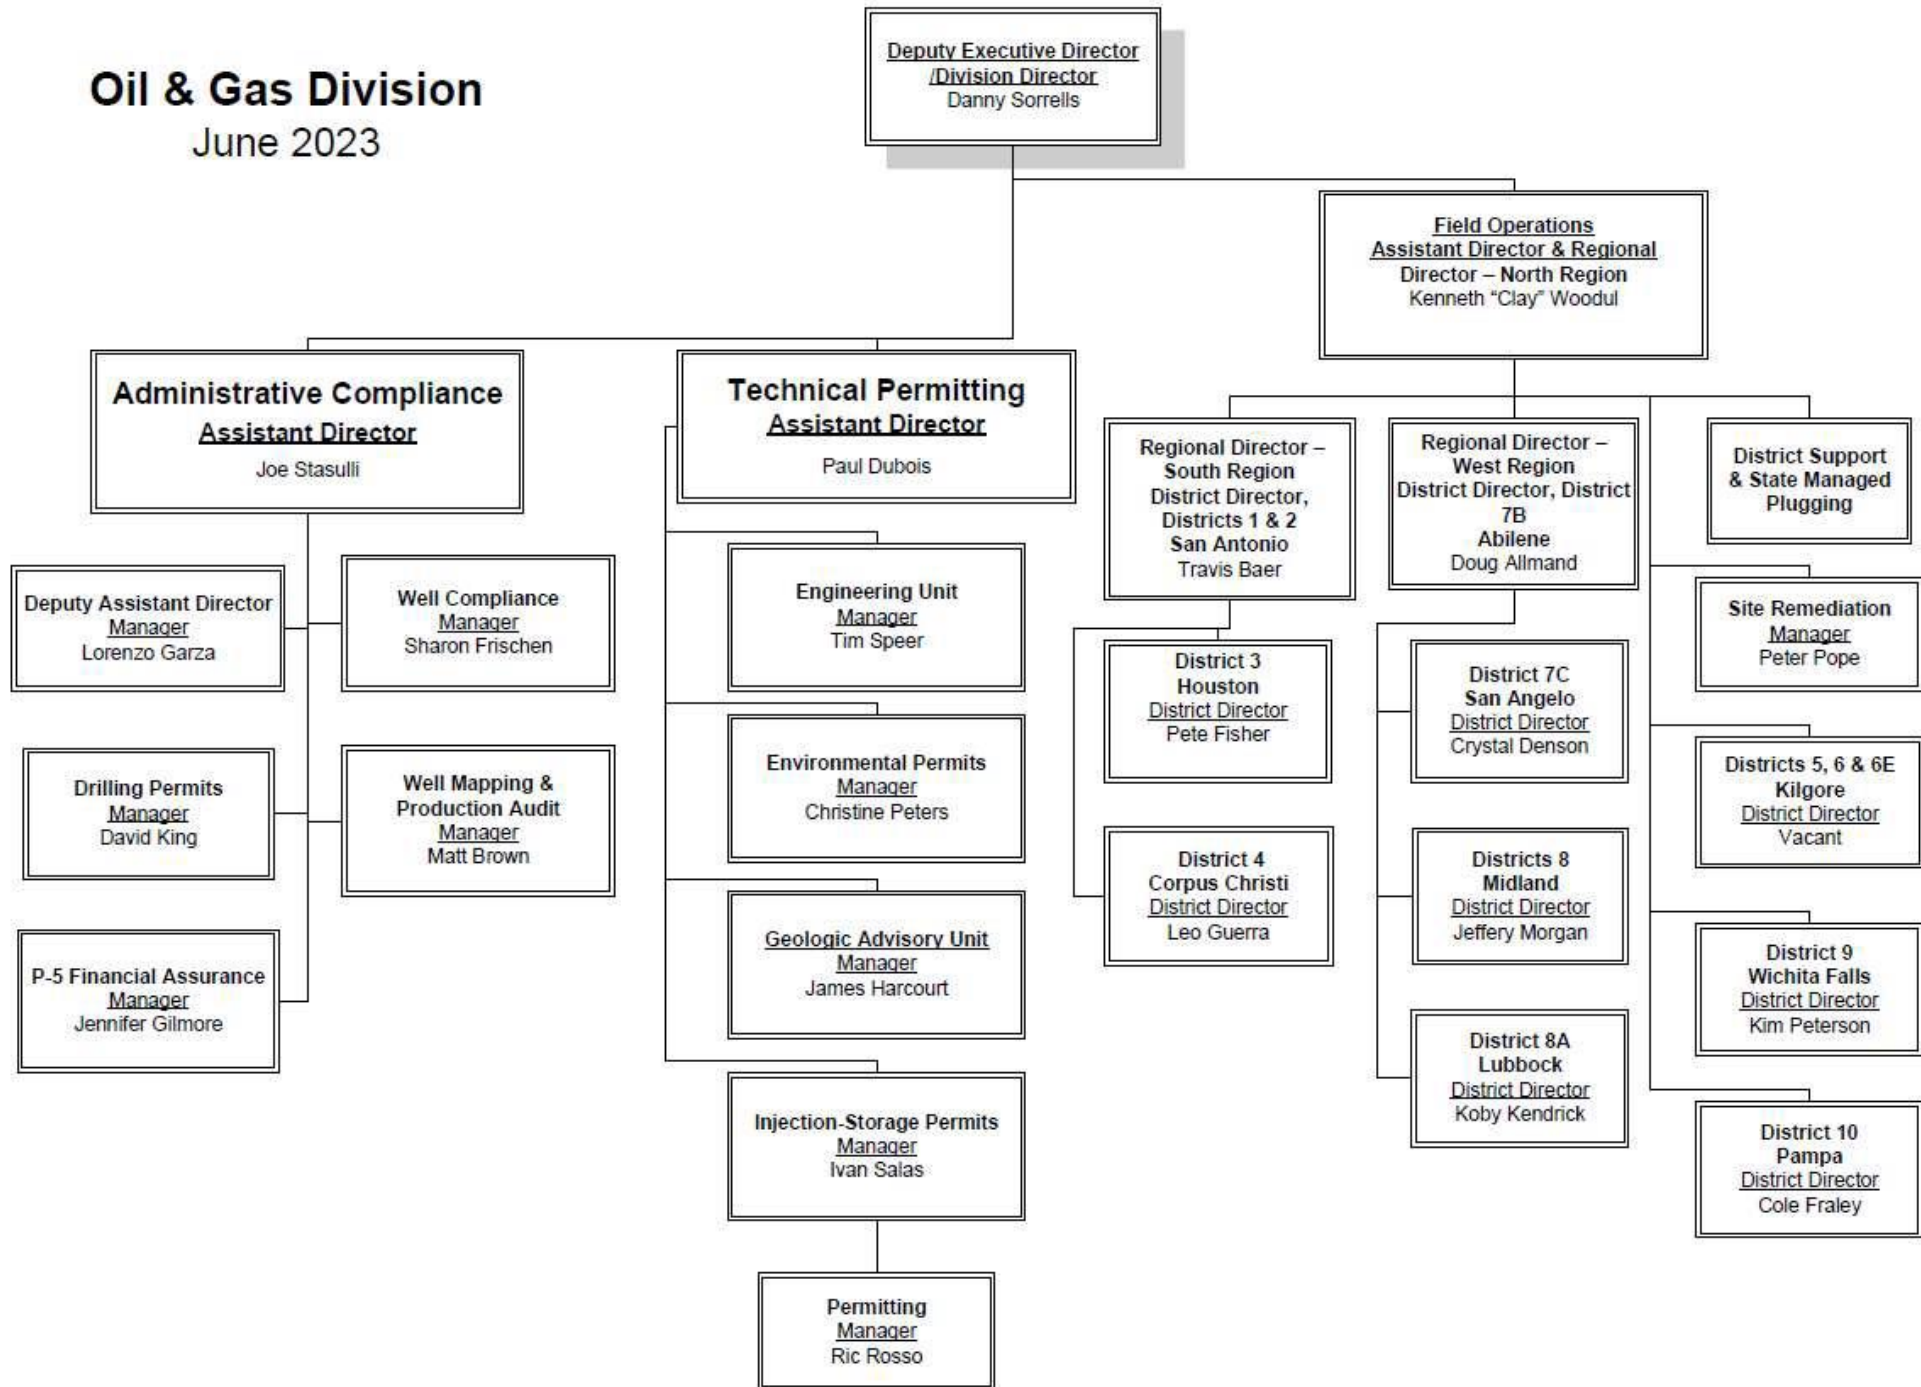 Oil & Gas Division
June 2023
Deputy Executive Director
/Division Director
Danny Sorrells
Field Operations
Assistant Director & Regional
Director – North Region
Kenneth “Clay” Woodul
Administrative Compliance
Assistant Director
Joe Stasulli
Technical Permitting
Assistant Director
Paul Dubois
Deputy Assistant Director
Manager
Lorenzo Garza
Well Compliance
Manager
Sharon Frischen
Drilling Permits
Manager
David King
Well Mapping &
Production Audit
Manager
Matt Brown
P-5 Financial Assurance
Manager
Jennifer Gilmore
Engineering Unit
Manager
Tim Speer
Environmental Permits
Manager
Christine Peters
Geologic Advisory Unit
Manager
James Harcourt
Injection-Storage Permits
Manager
Ivan Salas
Permitting
Manager
Ric Rosso
Regional Director –
South Region
District Director,
Districts 1 & 2
San Antonio
Travis Baer
District 3
Houston
District Director
Pete Fisher
District 4
Corpus Christi
District Director
Leo Guerra
Regional Director –
West Region
District Director, District
7B
Abilene
Doug Allmand
District 7C
San Angelo
District Director
Crystal Denson
Districts 8
Midland
District Director
Jeffery Morgan
District 8A
Lubbock
District Director
Koby Kendrick
District Support
& State Managed
Plugging
Site Remediation
Manager
Peter Pope
Districts 5, 6 & 6E
Kilgore
District Director
Vacant
District 9
Wichita Falls
District Director
Kim Peterson
District 10
Pampa
District Director
Cole Fraley